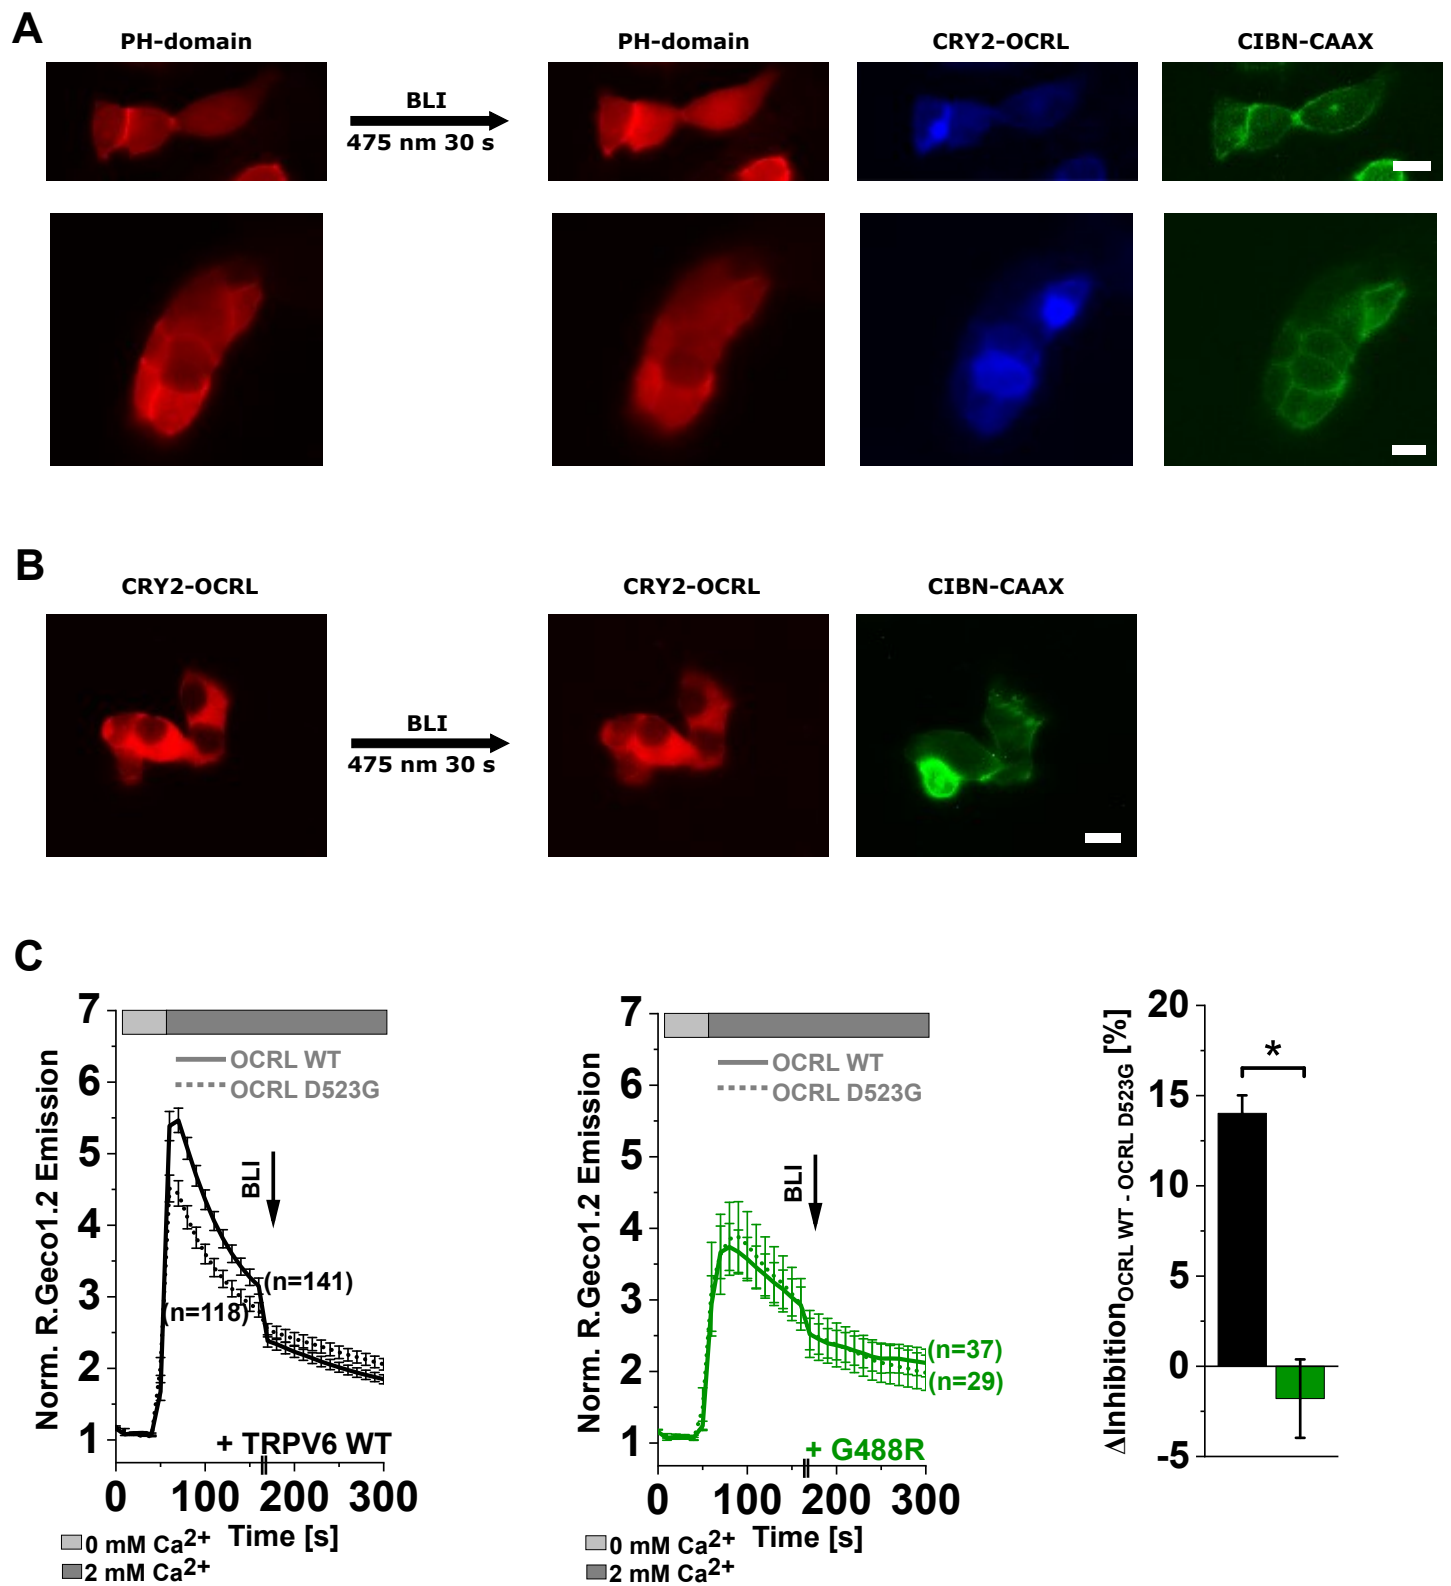 A
PH-domain
PH-domain
CRY2-OCRL
CIBN-CAAX
BLI
475 nm 30 s
B
CRY2-OCRL
CRY2-OCRL
CIBN-CAAX
BLI
475 nm 30 s
C
Norm. R.Geco1.2 Emission
7
6
5
4
3
2
1
OCRL WT
OCRL D523G
BLI
(n=141)
(n=118)
+ TRPV6 WT
0 100 200 300
Time [s]
0 mM Ca2+
2 mM Ca2+
Norm. R.Geco1.2 Emission
7
6
5
4
3
2
1
OCRL WT
OCRL D523G
BLI
(n=37)
(n=29)
+ G488R
0 100 200 300
Time [s]
0 mM Ca2+
2 mM Ca2+
ΔInhibition OCRL WT - OCRL D523G [%]
20
15
10
5
0
-5
*